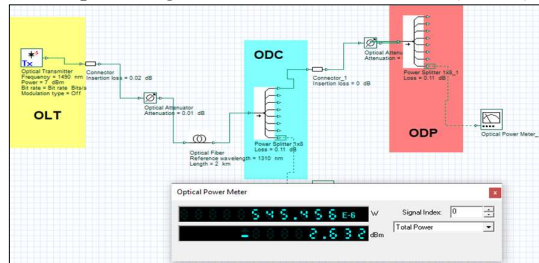 Optical Transmitter
Frequency = 1490 nm
Power = 7 dBm
Bit rate = Bit rate Bits/s
Modulation type = Off
OLT
Connector
Insertion loss = 0.02 dB
Optical Attenuator
Attenuation = 0.01 dB
Optical Fiber
Reference wavelength = 1310 nm
Length = 2 km
ODC
Power Splitter 1x8
Loss = 0.11 dB
Connector_1
Insertion loss = 0 dB
Optical Attenu
Attenuation =
Power Splitter 1x8_1
Loss = 0.11 dB
ODP
Optical Power Meter_
Optical Power Meter
545.456 E-6 W
-2.632 dBm
Signal Index: 0
Total Power